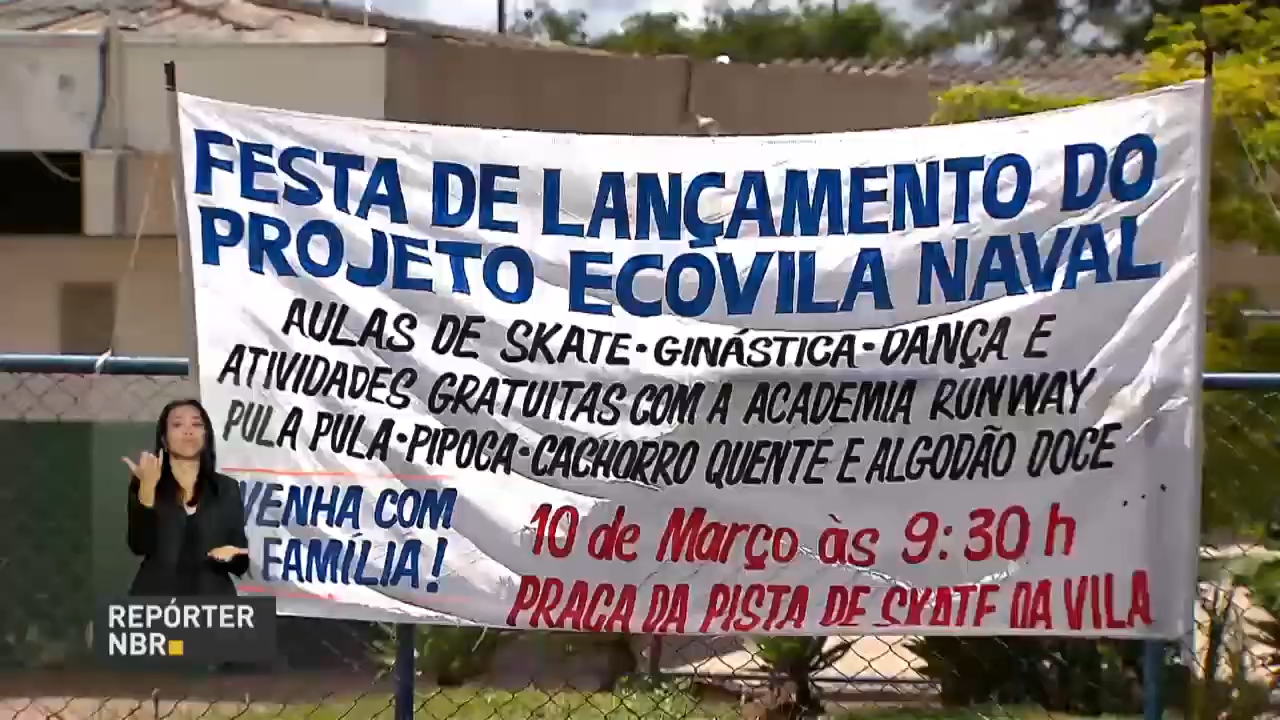 FESTA DE LANÇAMENTO DO
PROJETO ECOVILA NAVAL
AULAS DE SKATE • GINÁSTICA • DANÇA E
ATIVIDADES GRATUITAS COM A ACADEMIA RUNWAY
PULA PULA • PIPOCA • CACHORRO QUENTE E ALGODÃO DOCE
VENHA COM
FAMÍLIA!
10 de Março às 9:30 h
PRAÇA DA PISTA DE SKATE DA VILA
REPÓRTER
NBR